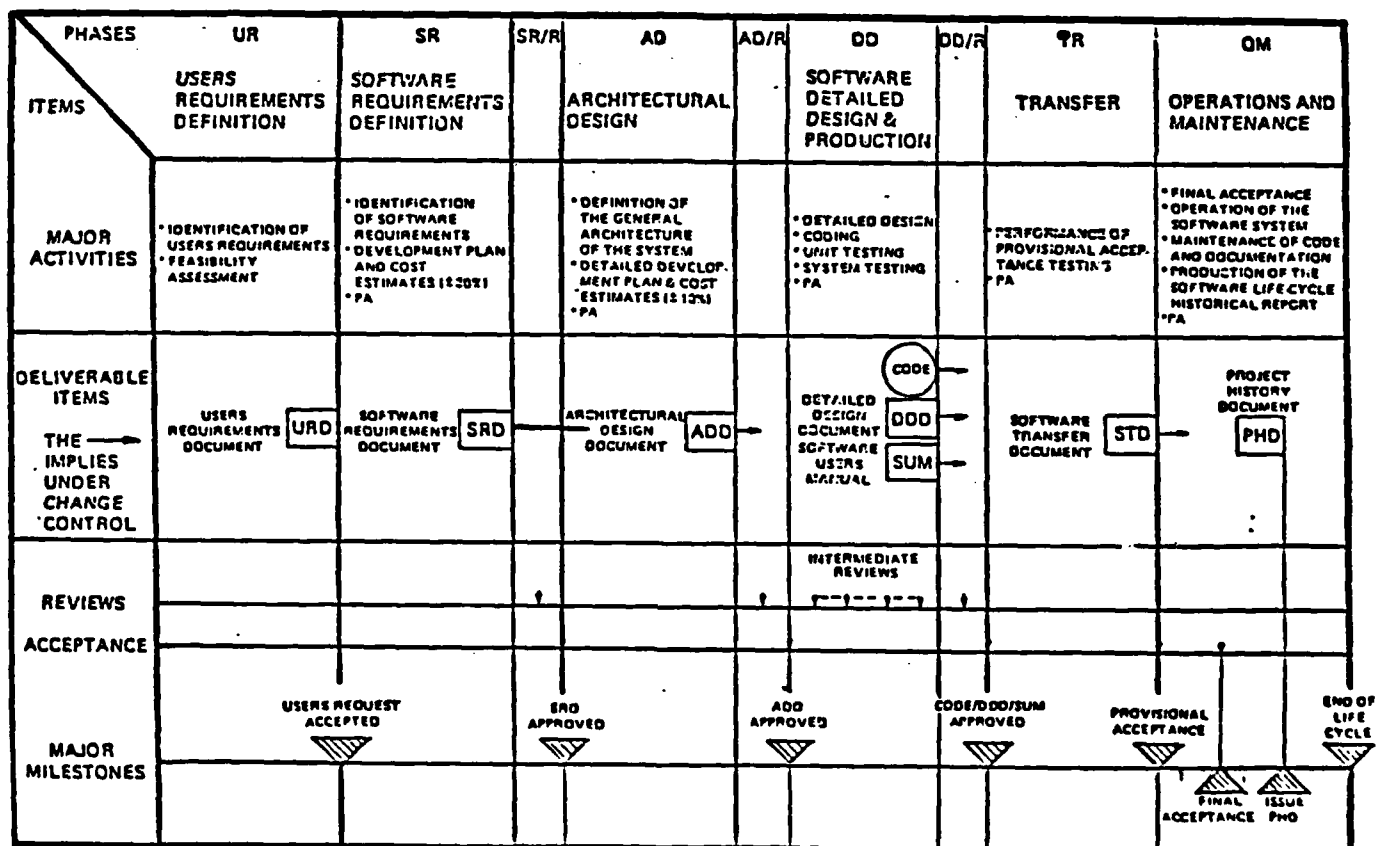 PHASES
UR
SR
SR/R
AD
AD/R
DD
DD/R
TR
OM
ITEMS
USERS
REQUIREMENTS
DEFINITION
SOFTWARE
REQUIREMENTS
DEFINITION
ARCHITECTURAL
DESIGN
SOFTWARE
DETAILED
DESIGN &
PRODUCTION
TRANSFER
OPERATIONS AND
MAINTENANCE
MAJOR
ACTIVITIES
• IDENTIFICATION OF
USERS REQUIREMENTS
• FEASIBILITY
ASSESSMENT
• IDENTIFICATION
OF SOFTWARE
REQUIREMENTS
• DEVELOPMENT PLAN
AND COST
ESTIMATES
• PA
• DEFINITION OF
THE GENERAL
ARCHITECTURE
OF THE SYSTEM
• DETAILED DEVELOP-
MENT PLAN & COST
ESTIMATES
• PA
• DETAILED DESIGN
• CODING
• UNIT TESTING
• SYSTEM TESTING
• PA
• PERFORMANCE OF
PROVISIONAL ACCEP-
TANCE TESTING
• PA
• FINAL ACCEPTANCE
• OPERATION OF THE
SOFTWARE SYSTEM
• MAINTENANCE OF CODE
AND DOCUMENTATION
• PRODUCTION OF THE
SOFTWARE LIFE CYCLE
HISTORICAL REPORT
• PA
DELIVERABLE
ITEMS
THE →
IMPLIES
UNDER
CHANGE
CONTROL
USERS
REQUIREMENTS
DOCUMENT
URD
SOFTWARE
REQUIREMENTS
DOCUMENT
SRD
ARCHITECTURAL
DESIGN
DOCUMENT
ADD
CODE
DETAILED
DESIGN
DOCUMENT
DDD
SOFTWARE
USERS
MANUAL
SUM
SOFTWARE
TRANSFER
DOCUMENT
STD
PROJECT
HISTORY
DOCUMENT
PHD
REVIEWS
INTERMEDIATE
REVIEWS
ACCEPTANCE
MAJOR
MILESTONES
USERS REQUEST
ACCEPTED
APPROVED
ADD
APPROVED
CODE/DDD/SUM
APPROVED
PROVISIONAL
ACCEPTANCE
END OF
LIFE
CYCLE
FINAL
ACCEPTANCE
ISSUE
PHD